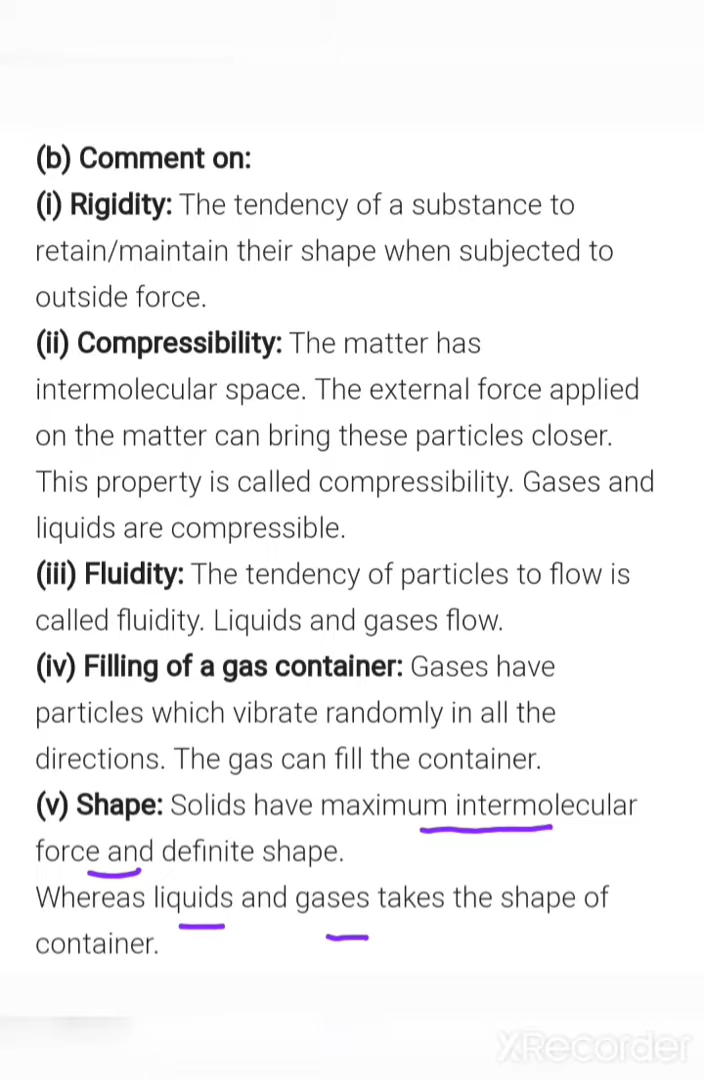 (b) Comment on:
(i) Rigidity: The tendency of a substance to
retain/maintain their shape when subjected to
outside force.
(ii) Compressibility: The matter has
intermolecular space. The external force applied
on the matter can bring these particles closer.
This property is called compressibility. Gases and
liquids are compressible.
(iii) Fluidity: The tendency of particles to flow is
called fluidity. Liquids and gases flow.
(iv) Filling of a gas container: Gases have
particles which vibrate randomly in all the
directions. The gas can fill the container.
(v) Shape: Solids have maximum intermolecular
force and definite shape.
Whereas liquids and gases takes the shape of
container.
XRecorder